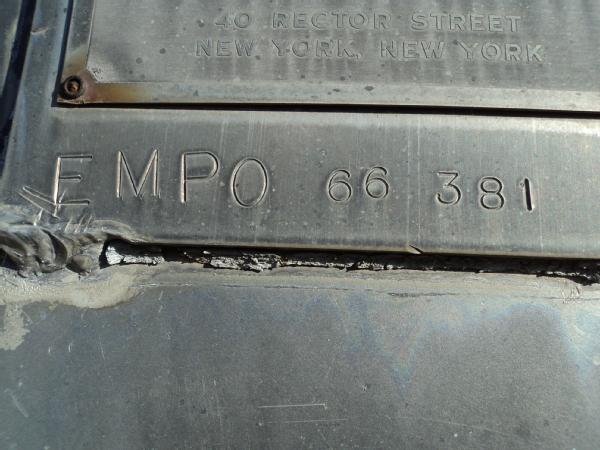 40 RECTOR STREET
NEW YORK, NEW YORK
EMPO 66 381